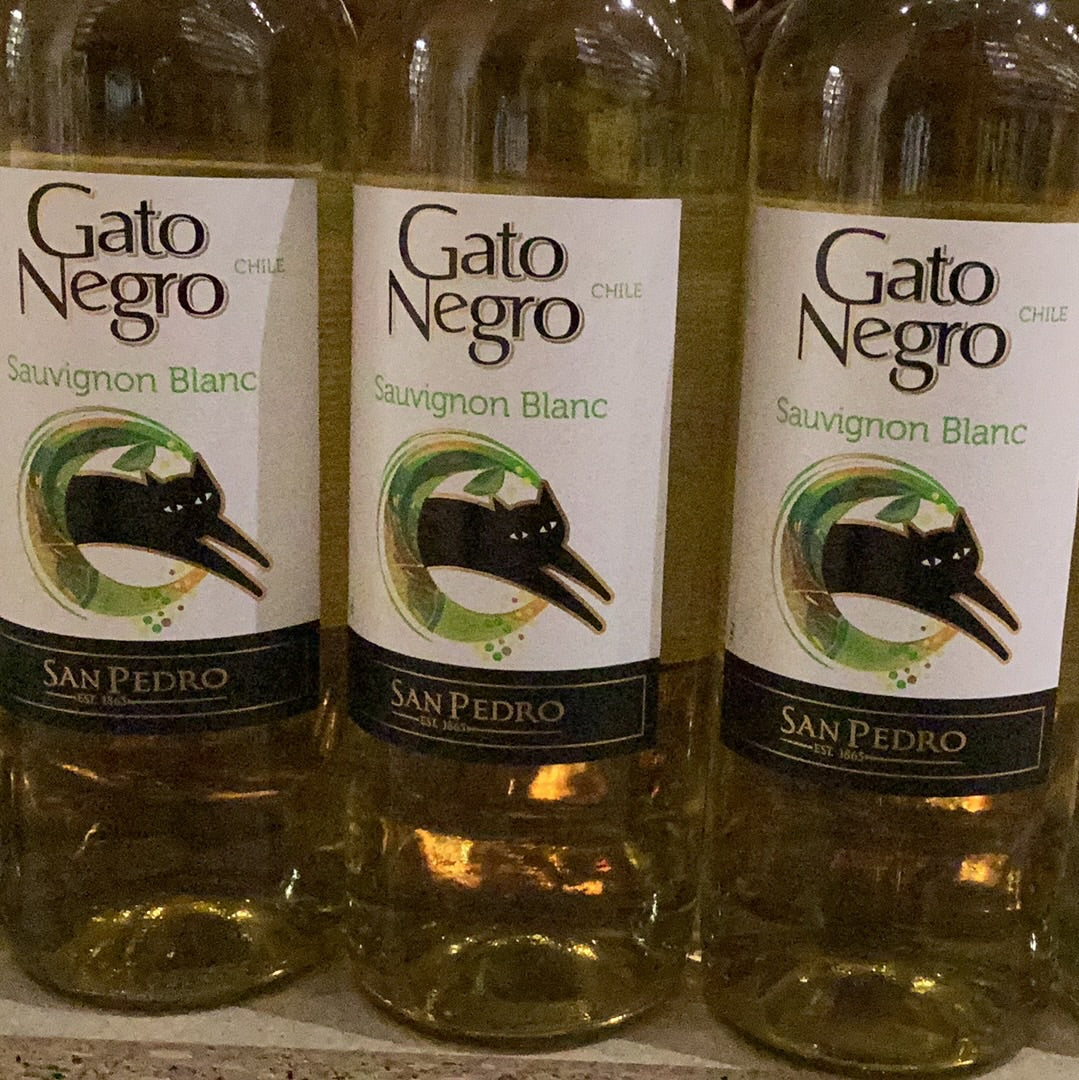 Gato
Negro
CHILE
Sauvignon Blanc
SAN PEDRO
EST. 1865
Gato
Negro
CHILE
Sauvignon Blanc
SAN PEDRO
EST. 1865
Gato
Negro
CHILE
Sauvignon Blanc
SAN PEDRO
EST. 1865